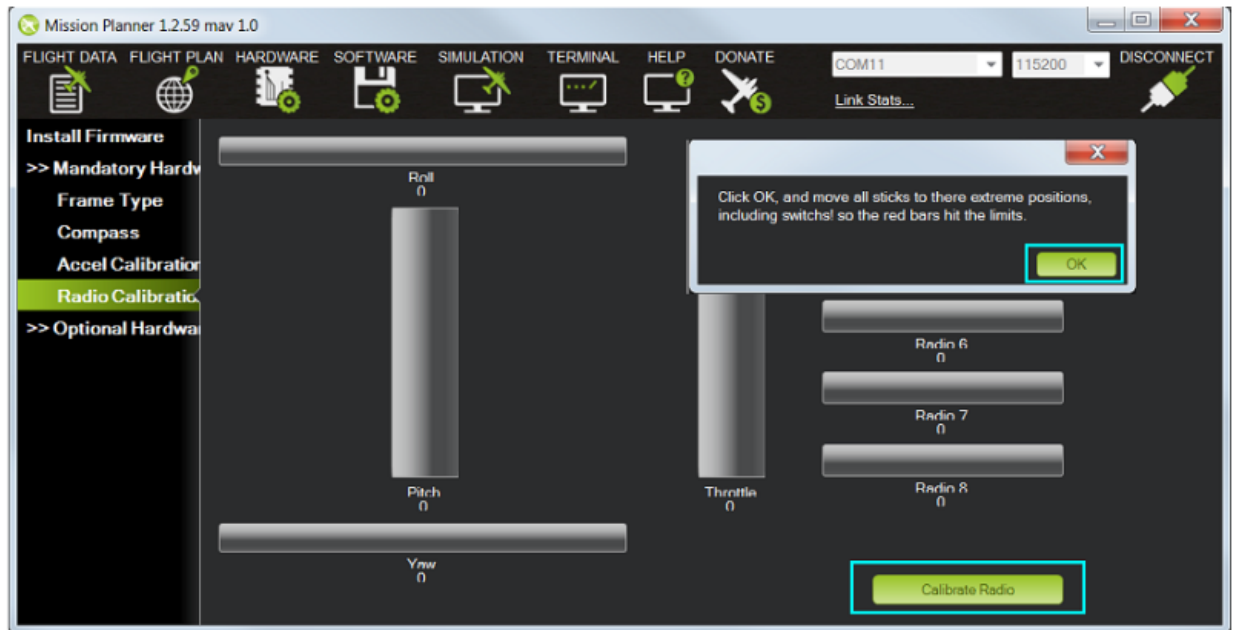 Mission Planner 1.2.59 mav 1.0
FLIGHT DATA FLIGHT PLAN HARDWARE SOFTWARE SIMULATION TERMINAL HELP DONATE COM11 115200 DISCONNECT
Link Stats...
Install Firmware
>> Mandatory Hardw
Frame Type
Compass
Accel Calibration
Radio Calibratic
>> Optional Hardwa
Roll
0
Pitch
0
Yaw
0
Click OK, and move all sticks to there extreme positions,
including switchs! so the red bars hit the limits.
OK
Throttle
0
Radio 6
0
Radio 7
0
Radio 8
0
Calibrate Radio